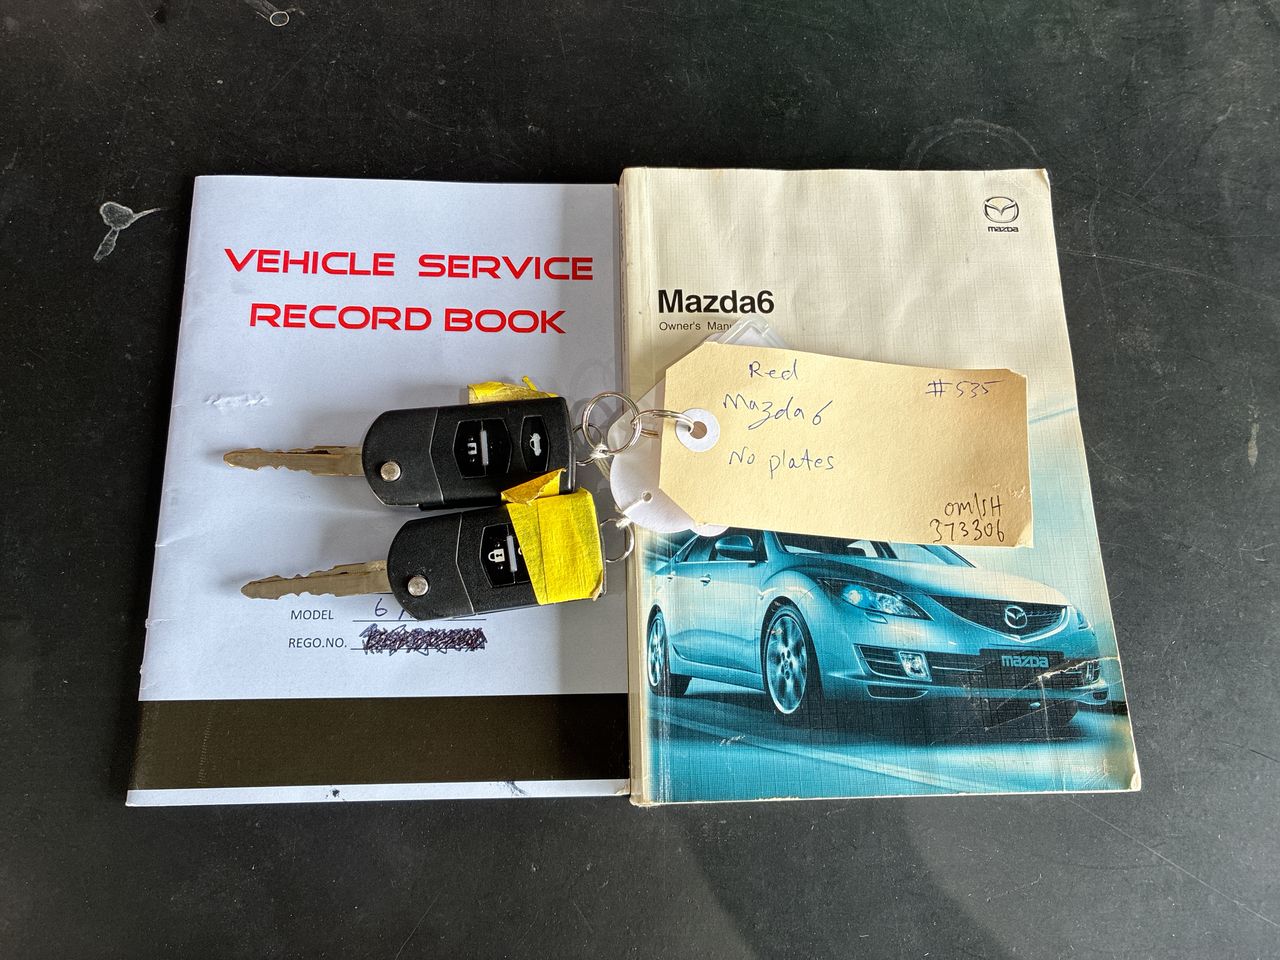 VEHICLE SERVICE
RECORD BOOK
MODEL 6
REGO.NO.
mazda
Mazda6
Owner's Manu
Red
Mazda6
No plates
#535
om/SH
373306
mazda